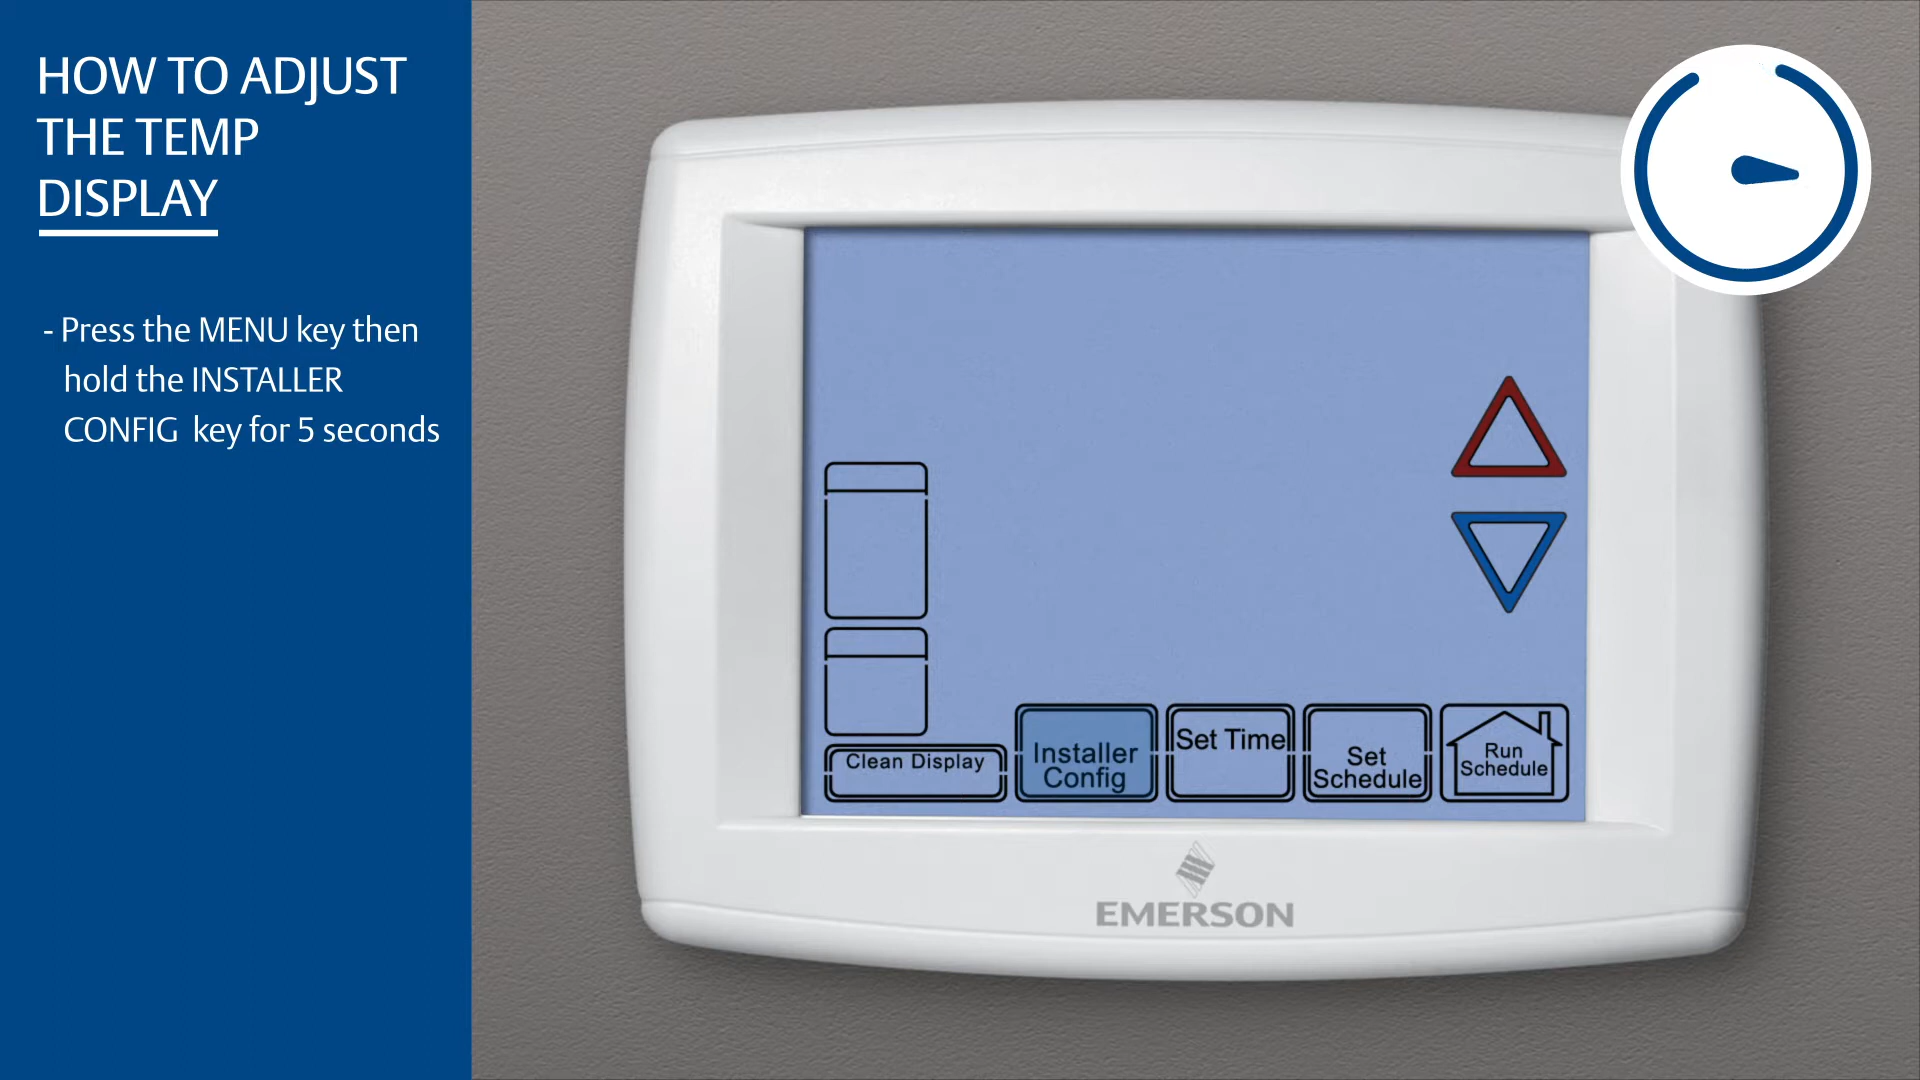 HOW TO ADJUST
THE TEMP
DISPLAY
- Press the MENU key then
hold the INSTALLER
CONFIG  key for 5 seconds
Clean Display
Installer
Config
Set Time
Set
Schedule
Run
Schedule
EMERSON